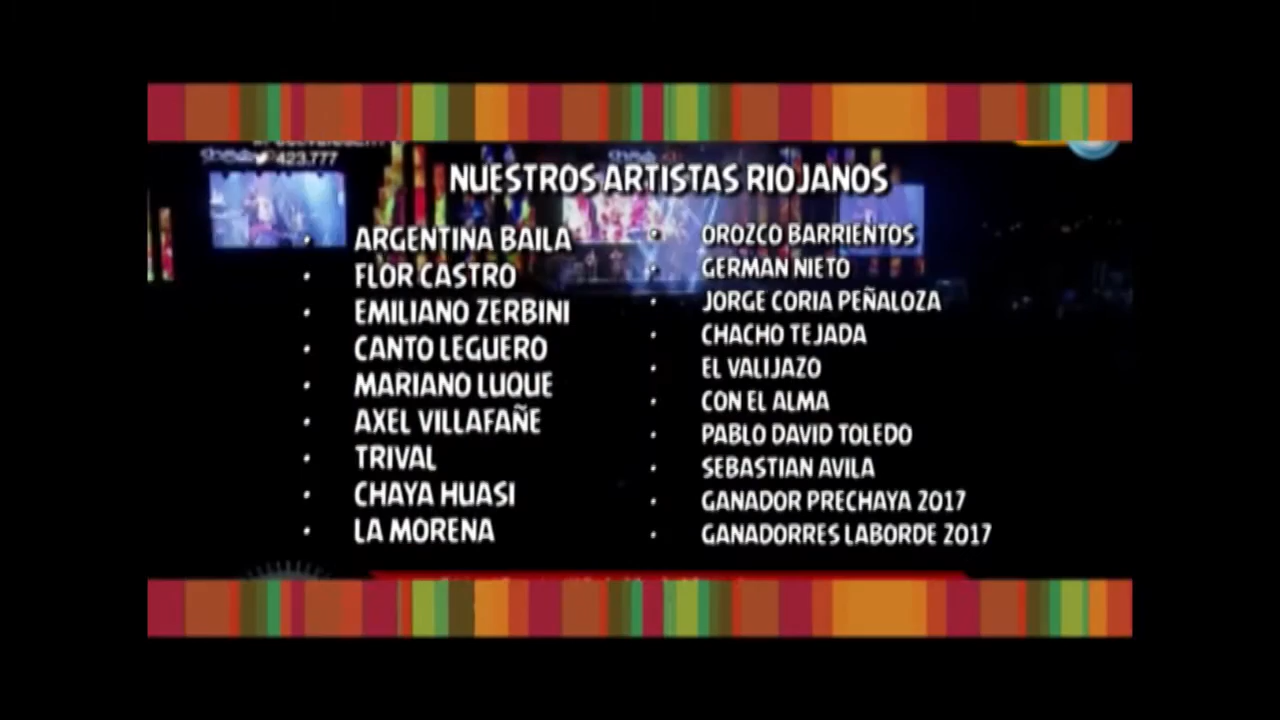 423.777
NUESTROS ARTISTAS RIOJANOS
• ARGENTINA BAILA
• FLOR CASTRO
• EMILIANO ZERBINI
• CANTO LEGUERO
• MARIANO LUQUE
• AXEL VILLAFAÑE
• TRIVAL
• CHAYA HUASI
• LA MORENA
• OROZCO BARRIENTOS
• GERMAN NIETO
• JORGE CORIA PEÑALOZA
• CHACHO TEJADA
• EL VALIJAZO
• CON EL ALMA
• PABLO DAVID TOLEDO
• SEBASTIAN AVILA
• GANADOR PRECHAYA 2017
• GANADORRES LABORDE 2017